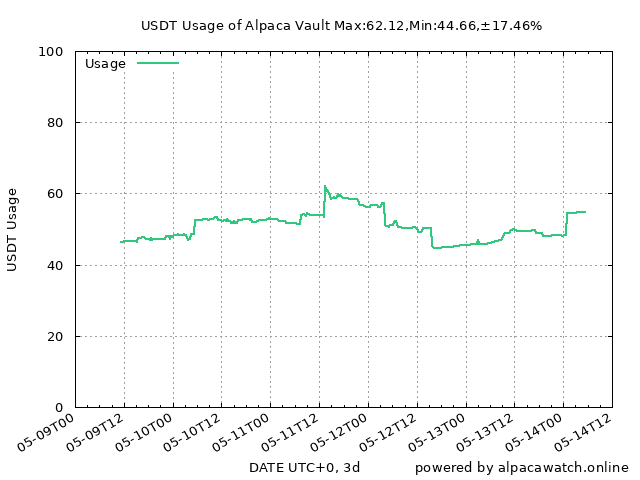 USDT Usage of Alpaca Vault Max:62.12,Min:44.66,±17.46%
Usage
100
80
60
40
20
0
USDT Usage
05-09T00
05-09T12
05-10T00
05-10T12
05-11T00
05-11T12
05-12T00
05-12T12
05-13T00
05-13T12
05-14T00
05-14T12
DATE UTC+0, 3d
powered by alpacawatch.online